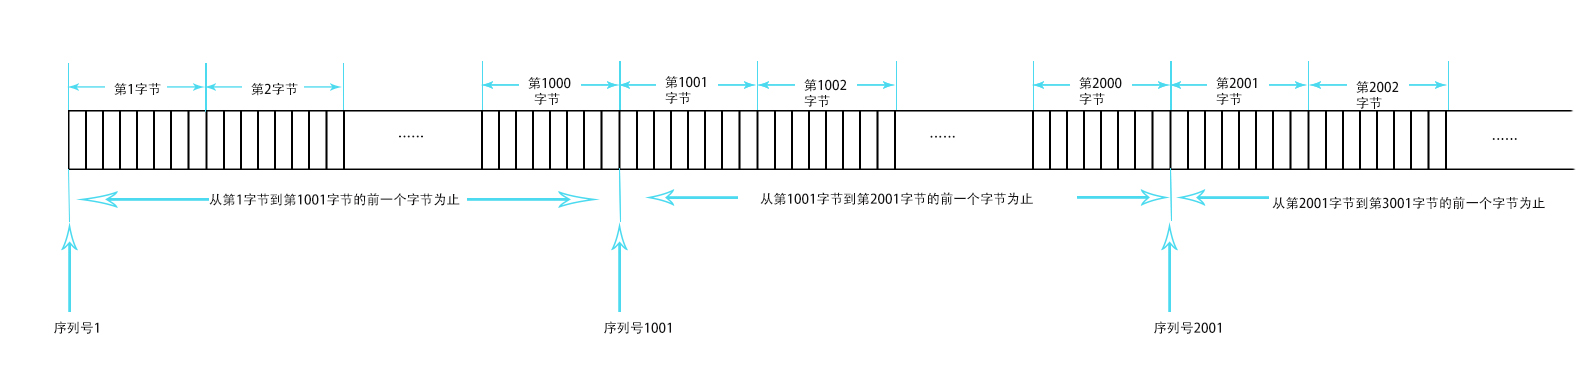 第1字节
第2字节
第1000
字节
第1001
字节
第1002
字节
第2000
字节
第2001
字节
第2002
字节
......
......
......
从第1字节到第1001字节的前一个字节为止
从第1001字节到第2001字节的前一个字节为止
从第2001字节到第3001字节的前一个字节为止
序列号1
序列号1001
序列号2001